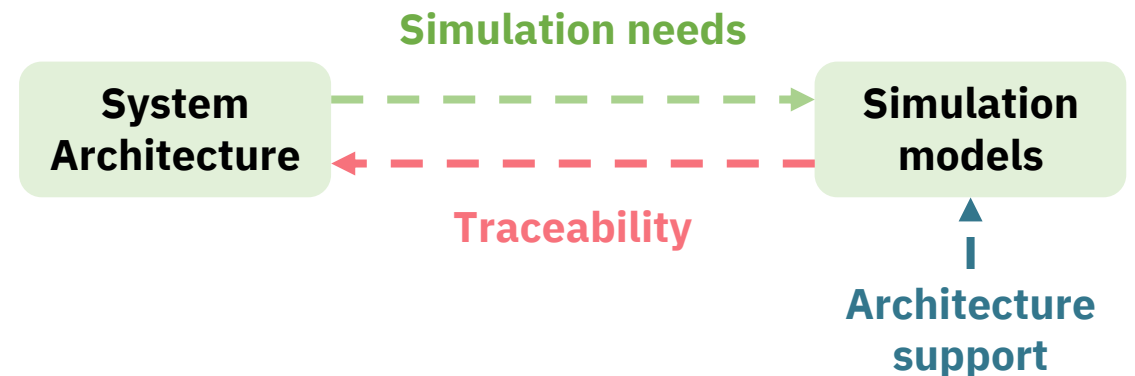 Simulation needs
System
Architecture
Simulation
models
Traceability
Architecture
support